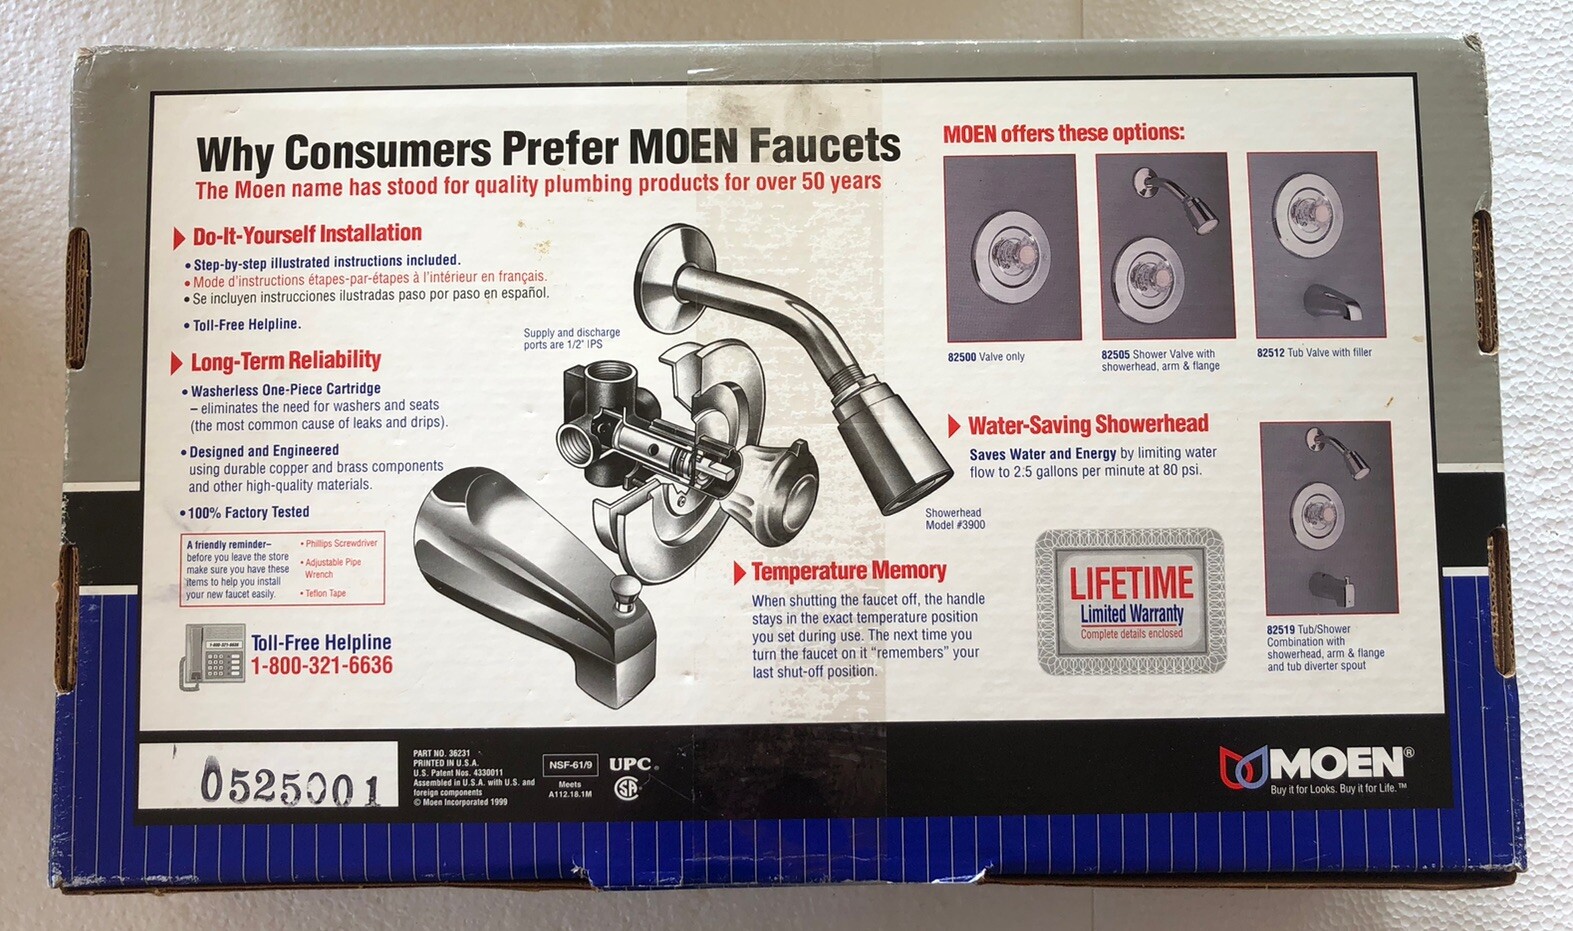 Why Consumers Prefer MOEN Faucets
The Moen name has stood for quality plumbing products for over 50 years
Do-It-Yourself Installation
• Step-by-step illustrated instructions included.
• Mode d'instructions étapes-par-étapes à l'intérieur en français.
• Se incluyen instrucciones ilustradas paso por paso en español.
• Toll-Free Helpline.
Long-Term Reliability
• Washerless One-Piece Cartridge
– eliminates the need for washers and seats
(the most common cause of leaks and drips).
• Designed and Engineered
using durable copper and brass components
and other high-quality materials.
• 100% Factory Tested
A friendly reminder–
before you leave the store
make sure you have these
items to help you install
your new faucet easily.
• Phillips Screwdriver
• Adjustable Pipe
Wrench
• Teflon Tape
1-800-321-6636
Toll-Free Helpline
1-800-321-6636
Supply and discharge
ports are 1/2" IPS
Showerhead
Model #3900
Temperature Memory
When shutting the faucet off, the handle
stays in the exact temperature position
you set during use. The next time you
turn the faucet on it "remembers" your
last shut-off position.
MOEN offers these options:
82500 Valve only
82505 Shower Valve with
showerhead, arm & flange
82512 Tub Valve with filler
Water-Saving Showerhead
Saves Water and Energy by limiting water
flow to 2.5 gallons per minute at 80 psi.
LIFETIME
Limited Warranty
Complete details enclosed
82519 Tub/Shower
Combination with
showerhead, arm & flange
and tub diverter spout
0525001
PART NO. 36231
PRINTED IN U.S.A.
U.S. Patent Nos. 4330011
Assembled in U.S.A. with U.S. and
foreign components
© Moen Incorporated 1999
NSF-61/9
Meets
A112.18.1M
UPC®
SA
MOEN®
Buy it for Looks. Buy it for Life.™